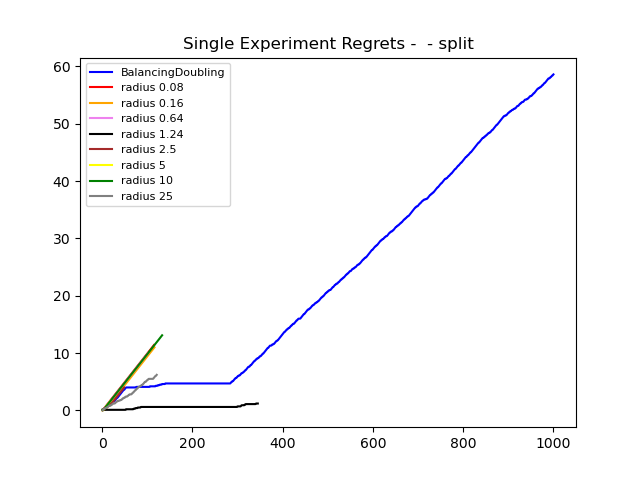 Single Experiment Regrets -  - split
60
50
40
30
20
10
0
BalancingDoubling
radius 0.08
radius 0.16
radius 0.64
radius 1.24
radius 2.5
radius 5
radius 10
radius 25
0 200 400 600 800 1000